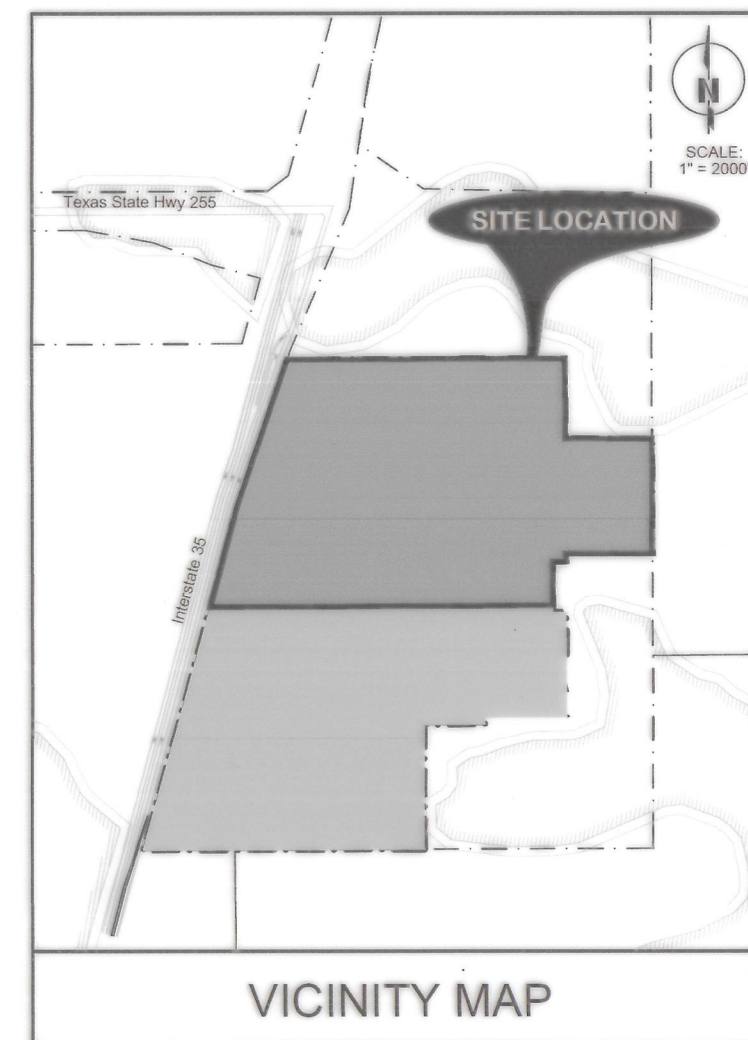 N
SCALE:
1" = 2000'
Texas State Hwy 255
SITE LOCATION
Interstate 35
VICINITY MAP